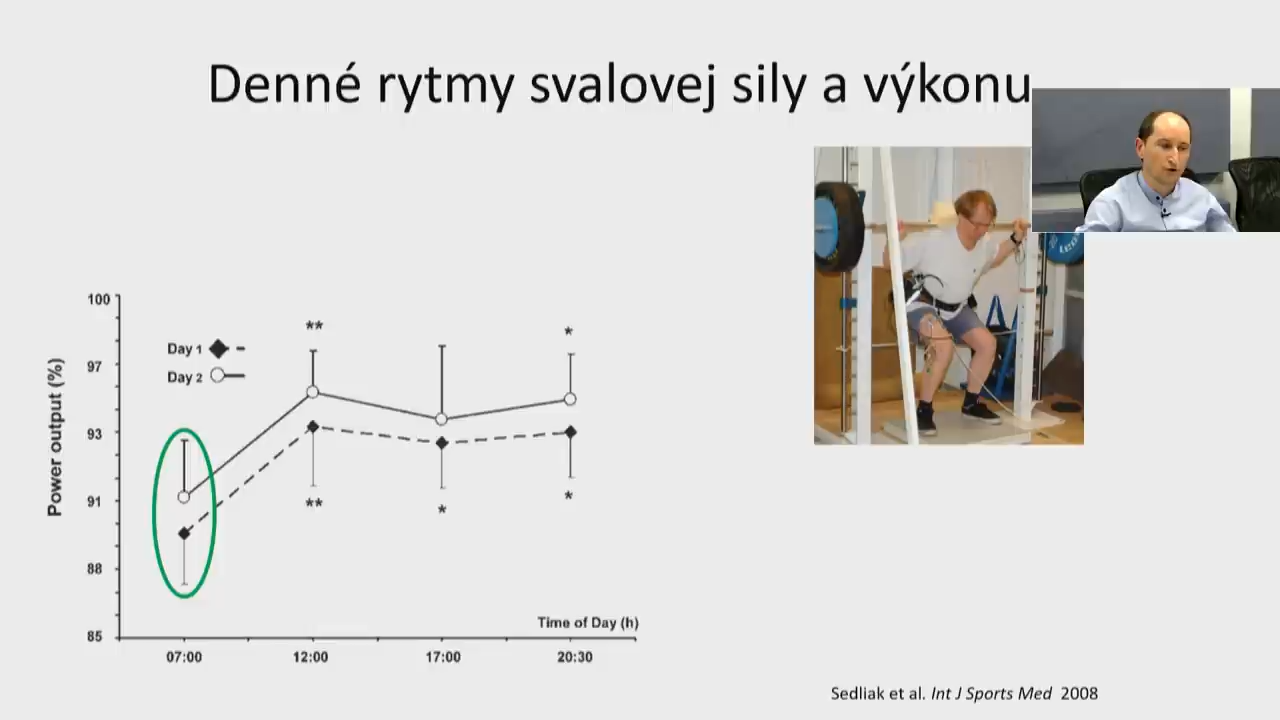 Denné rytmy svalovej sily a výkonu
100
97
93
91
88
85
Power output (%)
Day 1
Day 2
**
*
**
*
*
Time of Day (h)
07:00
12:00
17:00
20:30
Sedliak et al. Int J Sports Med 2008